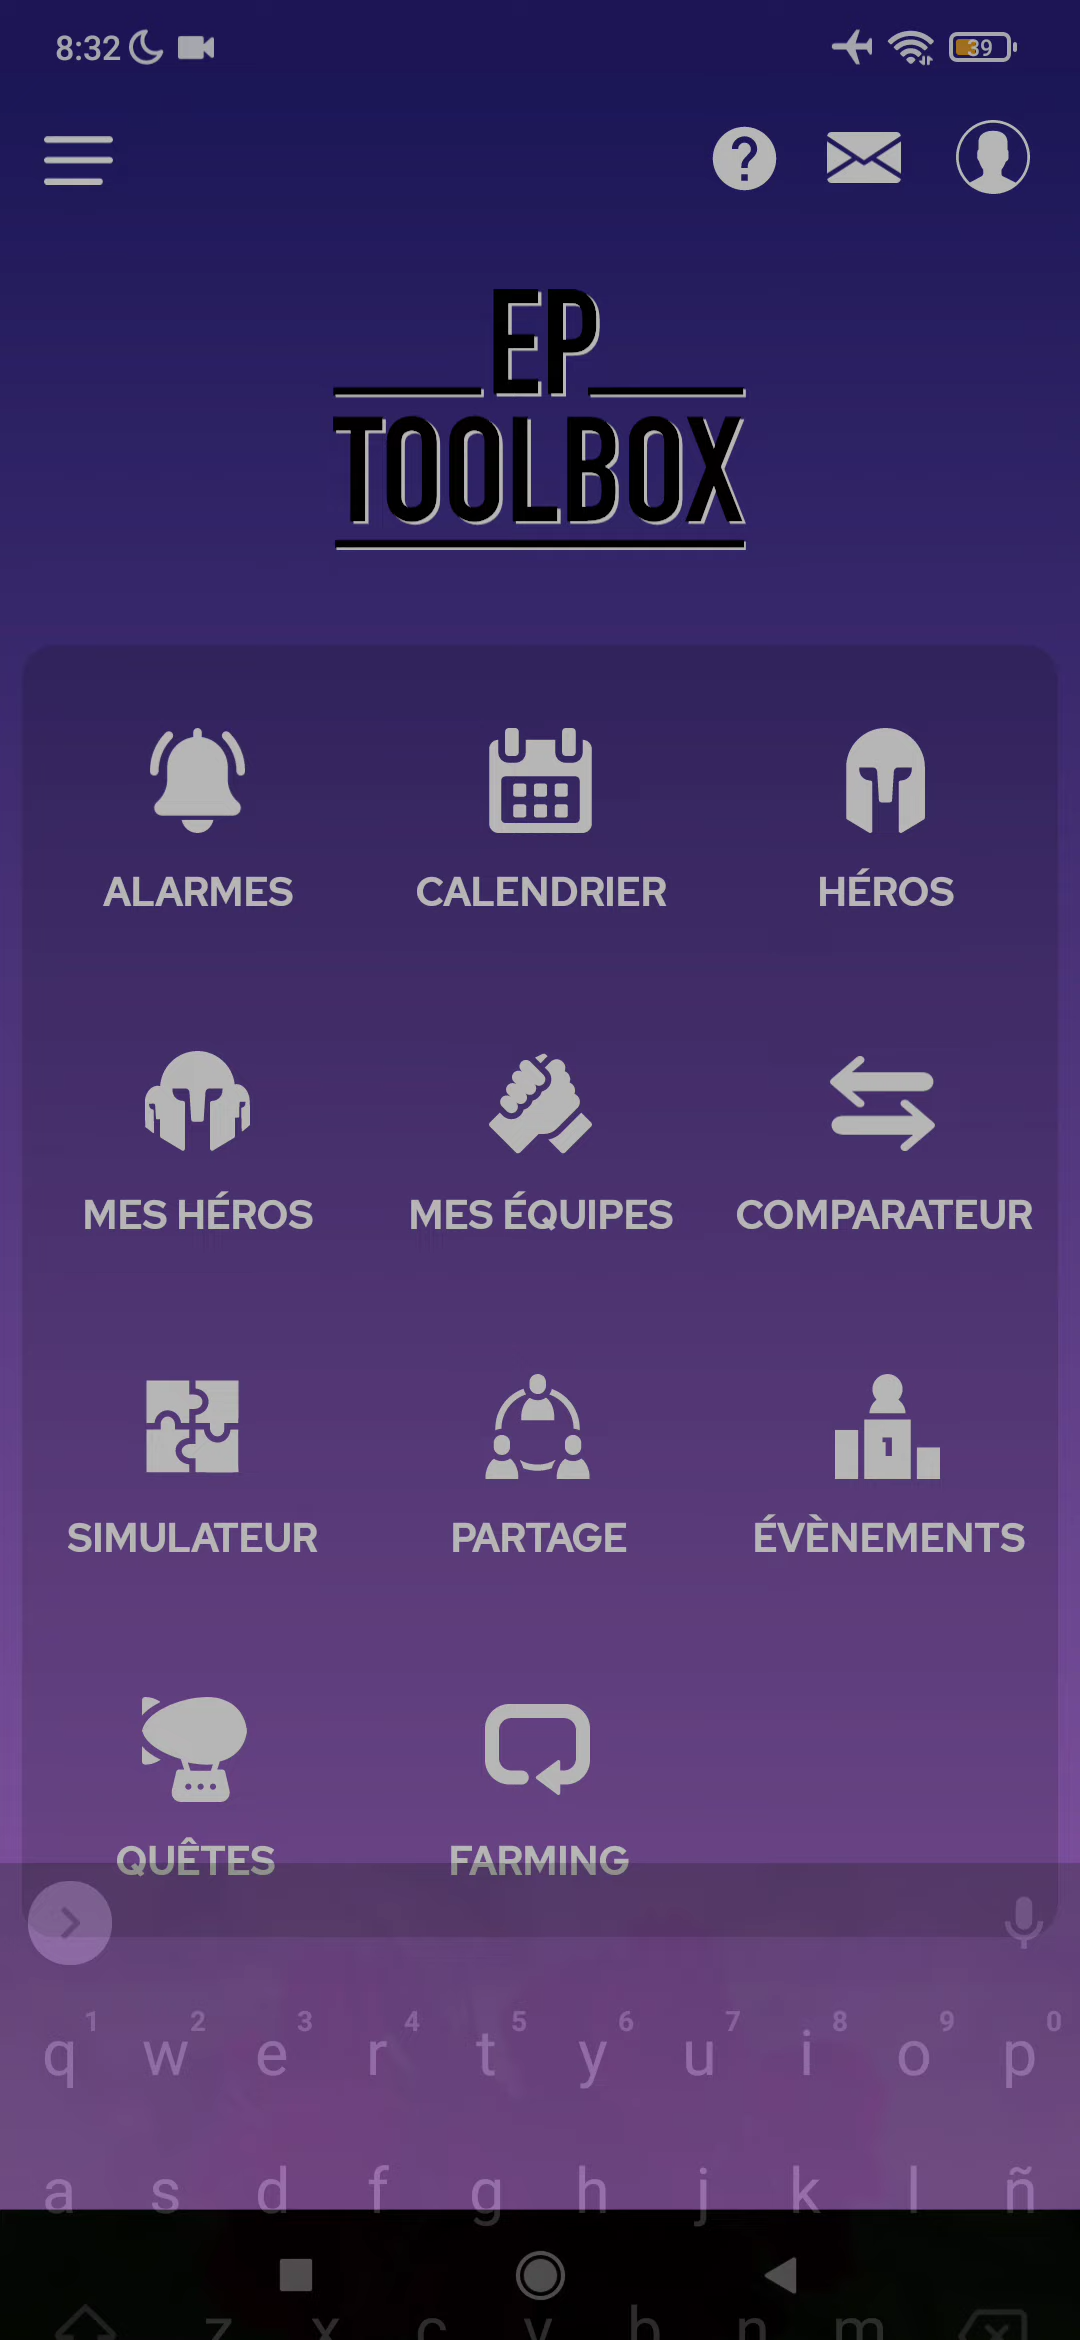 8:32 39
EP
TOOLBOX
ALARMES CALENDRIER HÉROS
MES HÉROS MES ÉQUIPES COMPARATEUR
1
SIMULATEUR PARTAGE ÉVÈNEMENTS
QUÊTES FARMING
1 2 3 4 5 6 7 8 9 0
q w e r t y u i o p
a s d f g h j k l ñ
z x c v b n m